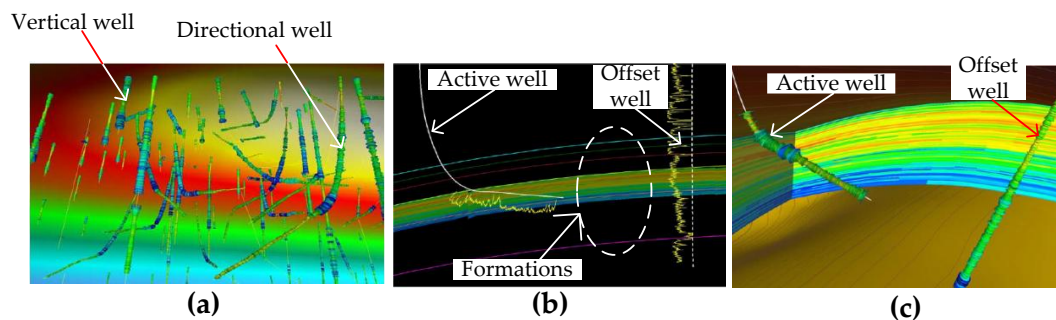 Vertical well
Directional well
Active well
Offset
well
Formations
Active well
Offset
well
(a)
(b)
(c)